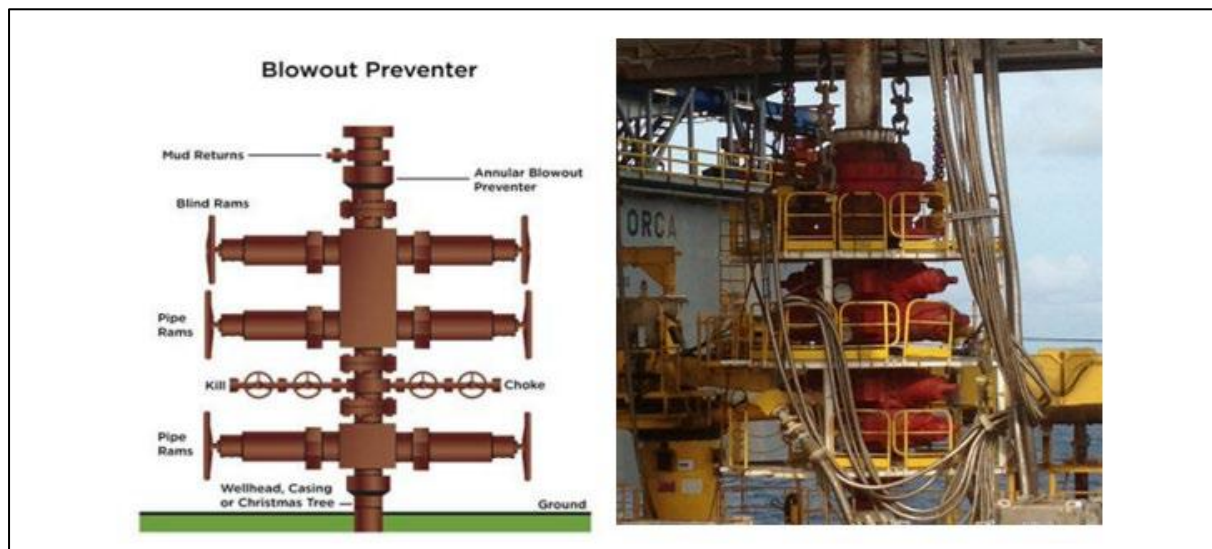 Blowout Preventer
Mud Returns
Annular Blowout
Preventer
Blind Rams
Pipe
Rams
Kill
Choke
Pipe
Rams
Wellhead, Casing
or Christmas Tree
Ground
ORCA